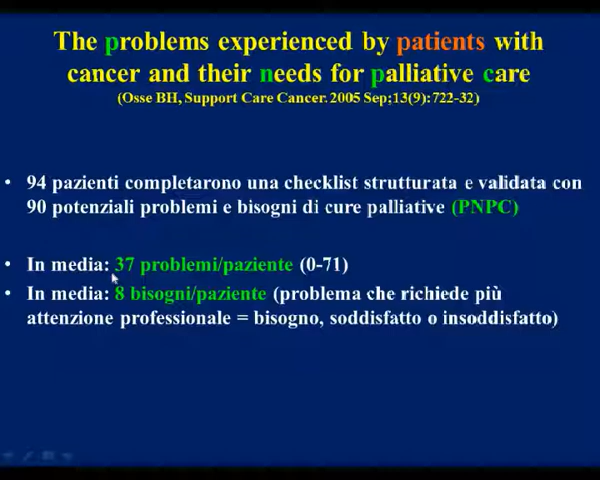 The problems experienced by patients with
cancer and their needs for palliative care
(Osse BH, Support Care Cancer. 2005 Sep;13(9):722-32)
• 94 pazienti completarono una checklist strutturata e validata con
90 potenziali problemi e bisogni di cure palliative (PNPC)
• In media: 37 problemi/paziente (0-71)
• In media: 8 bisogni/paziente (problema che richiede più
attenzione professionale = bisogno, soddisfatto o insoddisfatto)